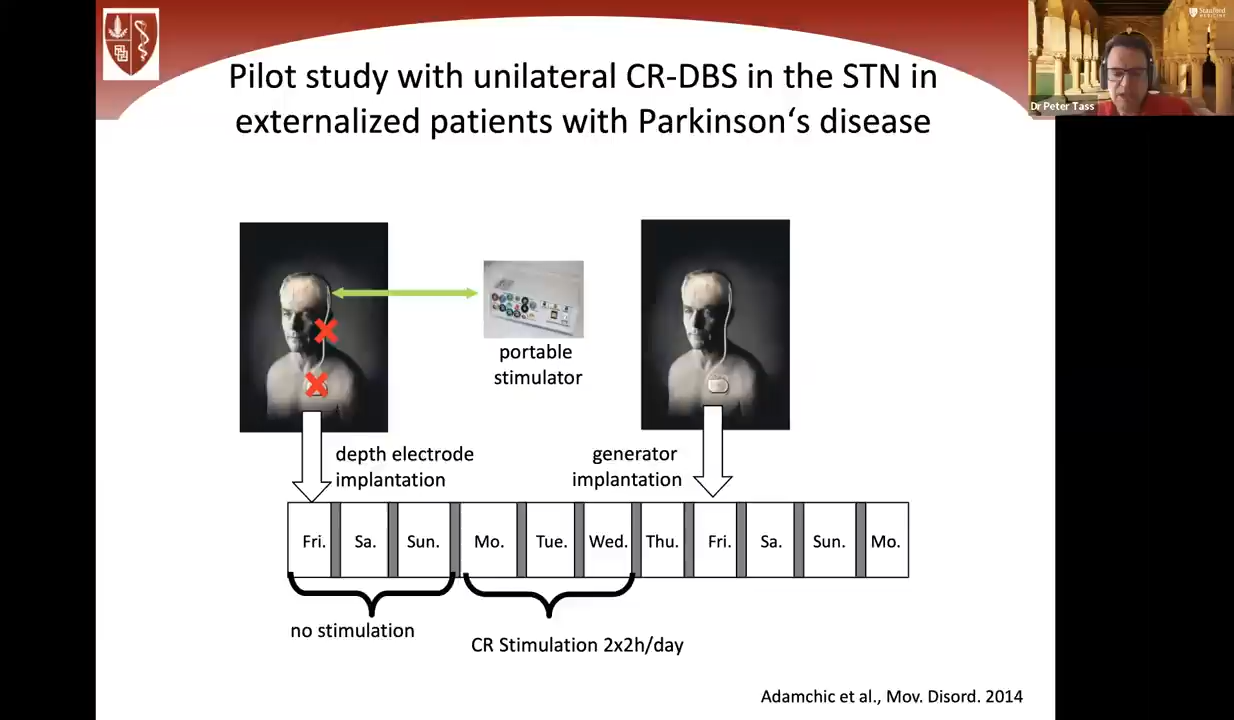 Pilot study with unilateral CR-DBS in the STN in
externalized patients with Parkinson‘s disease
Stanford
MEDICINE
Dr Peter Tass
portable
stimulator
depth electrode
implantation
generator
implantation
Fri.
Sa.
Sun.
Mo.
Tue.
Wed.
Thu.
Fri.
Sa.
Sun.
Mo.
no stimulation
CR Stimulation 2x2h/day
Adamchic et al., Mov. Disord. 2014